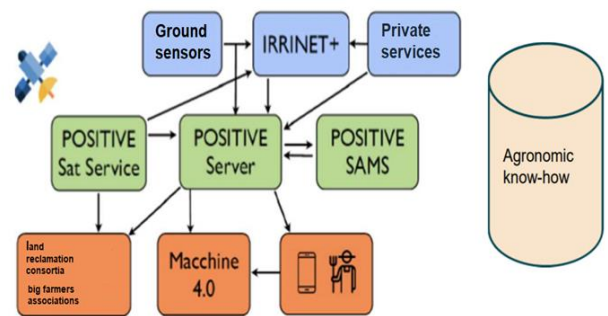 Ground
sensors
IRRINET+
Private
services
POSITIVE
Sat Service
POSITIVE
Server
POSITIVE
SAMS
Agronomic
know-how
land
reclamation
consortia
big farmers
associations
Macchine
4.0